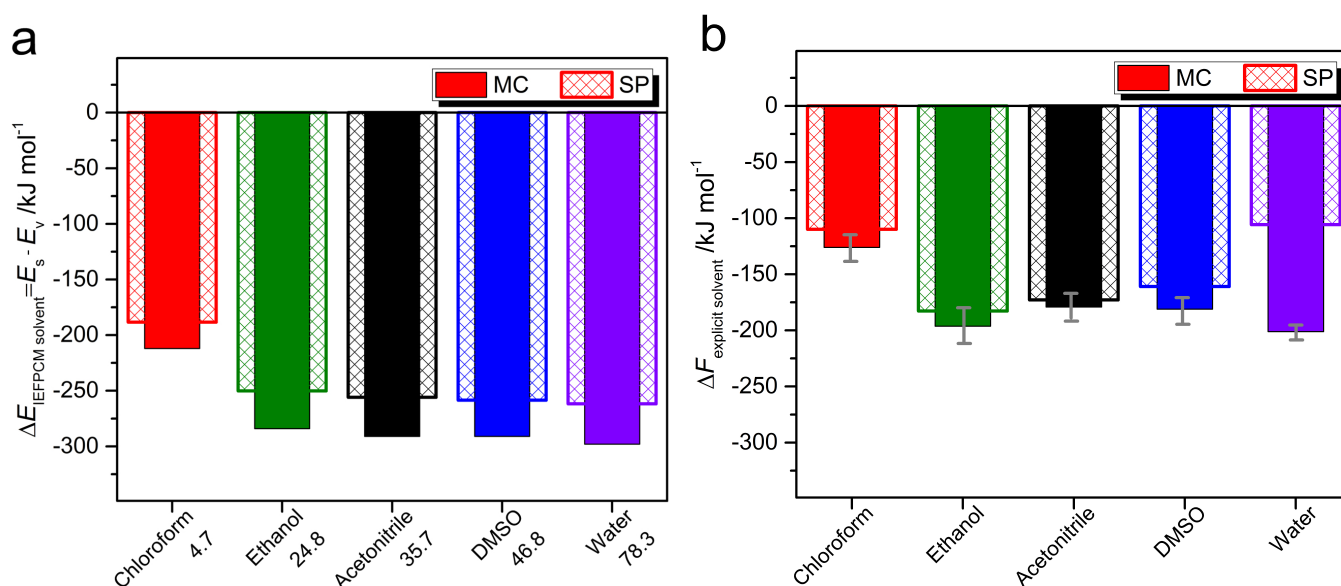 a
MC SP
0
-50
-100
-150
-200
-250
-300
ΔE_IEFPCM solvent=E_s - E_v /kJ mol⁻¹
Chloroform 4.7
Ethanol 24.8
Acetonitrile 35.7
DMSO 46.8
Water 78.3
b
MC SP
0
-50
-100
-150
-200
-250
-300
ΔF_explicit solvent /kJ mol⁻¹
Chloroform
Ethanol
Acetonitrile
DMSO
Water